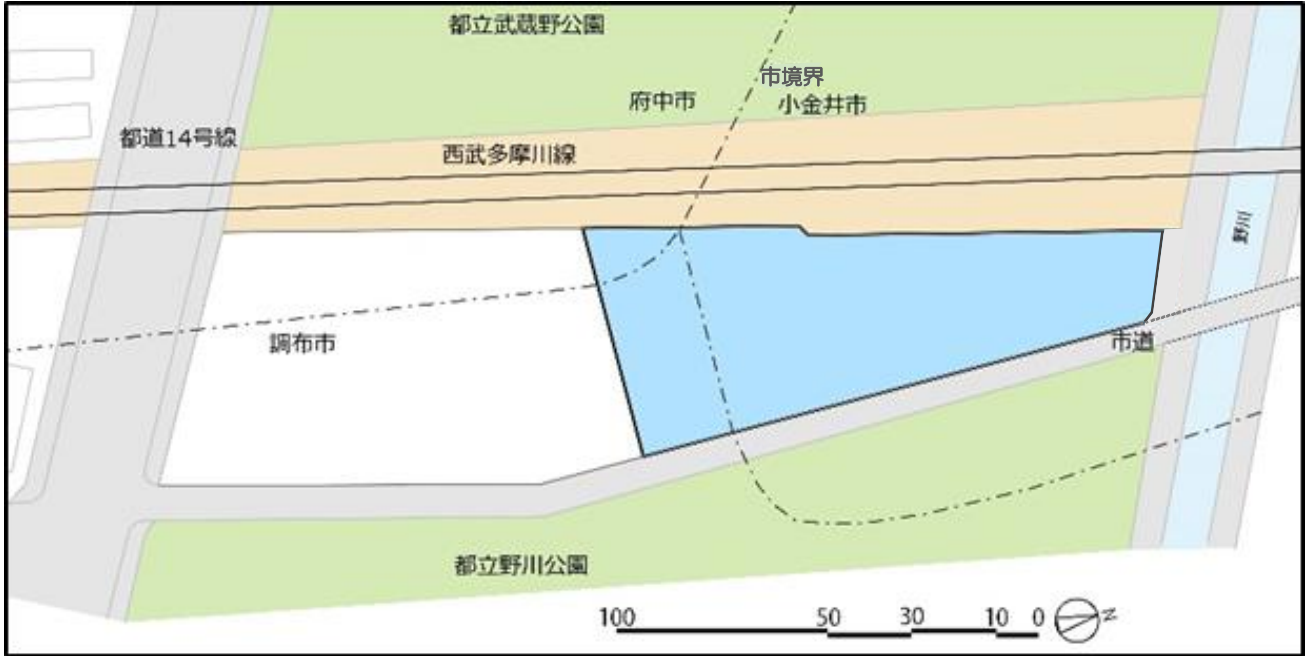 都立武蔵野公園
市境界
府中市
小金井市
都道14号線
西武多摩川線
野川
調布市
市道
都立野川公園
100 50 30 10 0
N